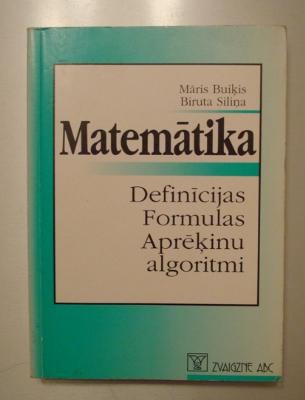 Māris Buiķis
Biruta Siliņa
Matemātika
Definīcijas
Formulas
Aprēķinu
algoritmi
ZVAIGZNE ABC